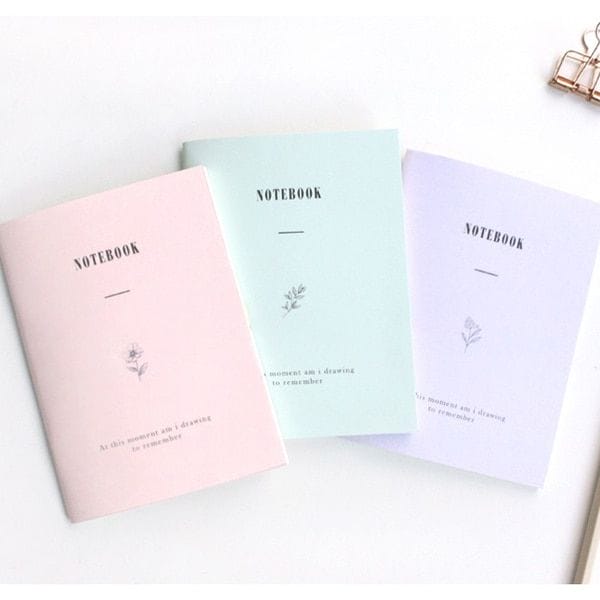 NOTEBOOK
At this moment am i drawing
to remember
NOTEBOOK
moment am i drawing
to remember
NOTEBOOK
this moment am i drawing
to remember